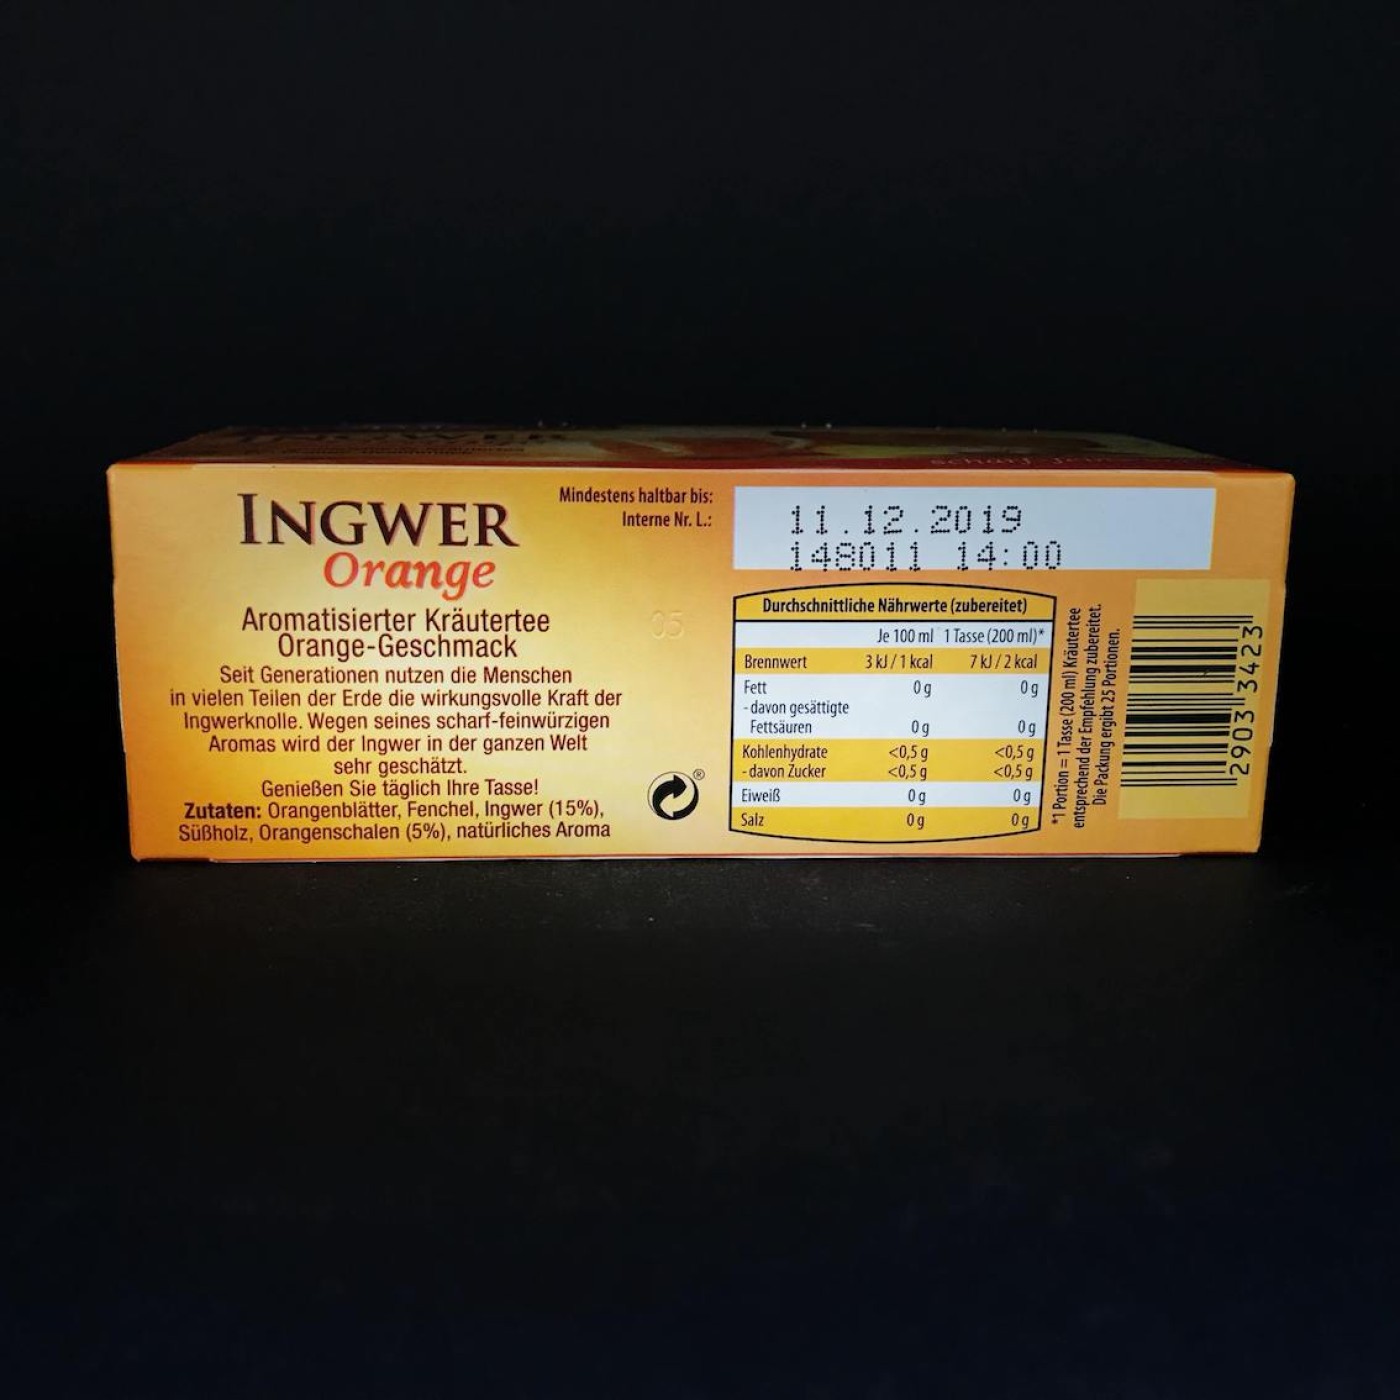 INGWER
INGWER
Orange
Aromatisierter Kräutertee
Orange-Geschmack
Seit Generationen nutzen die Menschen
in vielen Teilen der Erde die wirkungsvolle Kraft der
Ingwerknolle. Wegen seines scharf-feinwürzigen
Aromas wird der Ingwer in der ganzen Welt
sehr geschätzt.
Genießen Sie täglich Ihre Tasse!
Zutaten: Orangenblätter, Fenchel, Ingwer (15%),
Süßholz, Orangenschalen (5%), natürliches Aroma
Mindestens haltbar bis:
Interne Nr. L.:
11.12.2019
148011 14:00
05
®
Durchschnittliche Nährwerte (zubereitet)
Je 100 ml 1 Tasse (200 ml)*
Brennwert 3 kJ / 1 kcal 7 kJ / 2 kcal
Fett 0 g 0 g
- davon gesättigte
Fettsäuren 0 g 0 g
Kohlenhydrate <0,5 g <0,5 g
- davon Zucker <0,5 g <0,5 g
Eiweiß 0 g 0 g
Salz 0 g 0 g
*1 Portion = 1 Tasse (200 ml) Kräutertee
entsprechend der Empfehlung zubereitet.
Die Packung ergibt 25 Portionen.
29033423